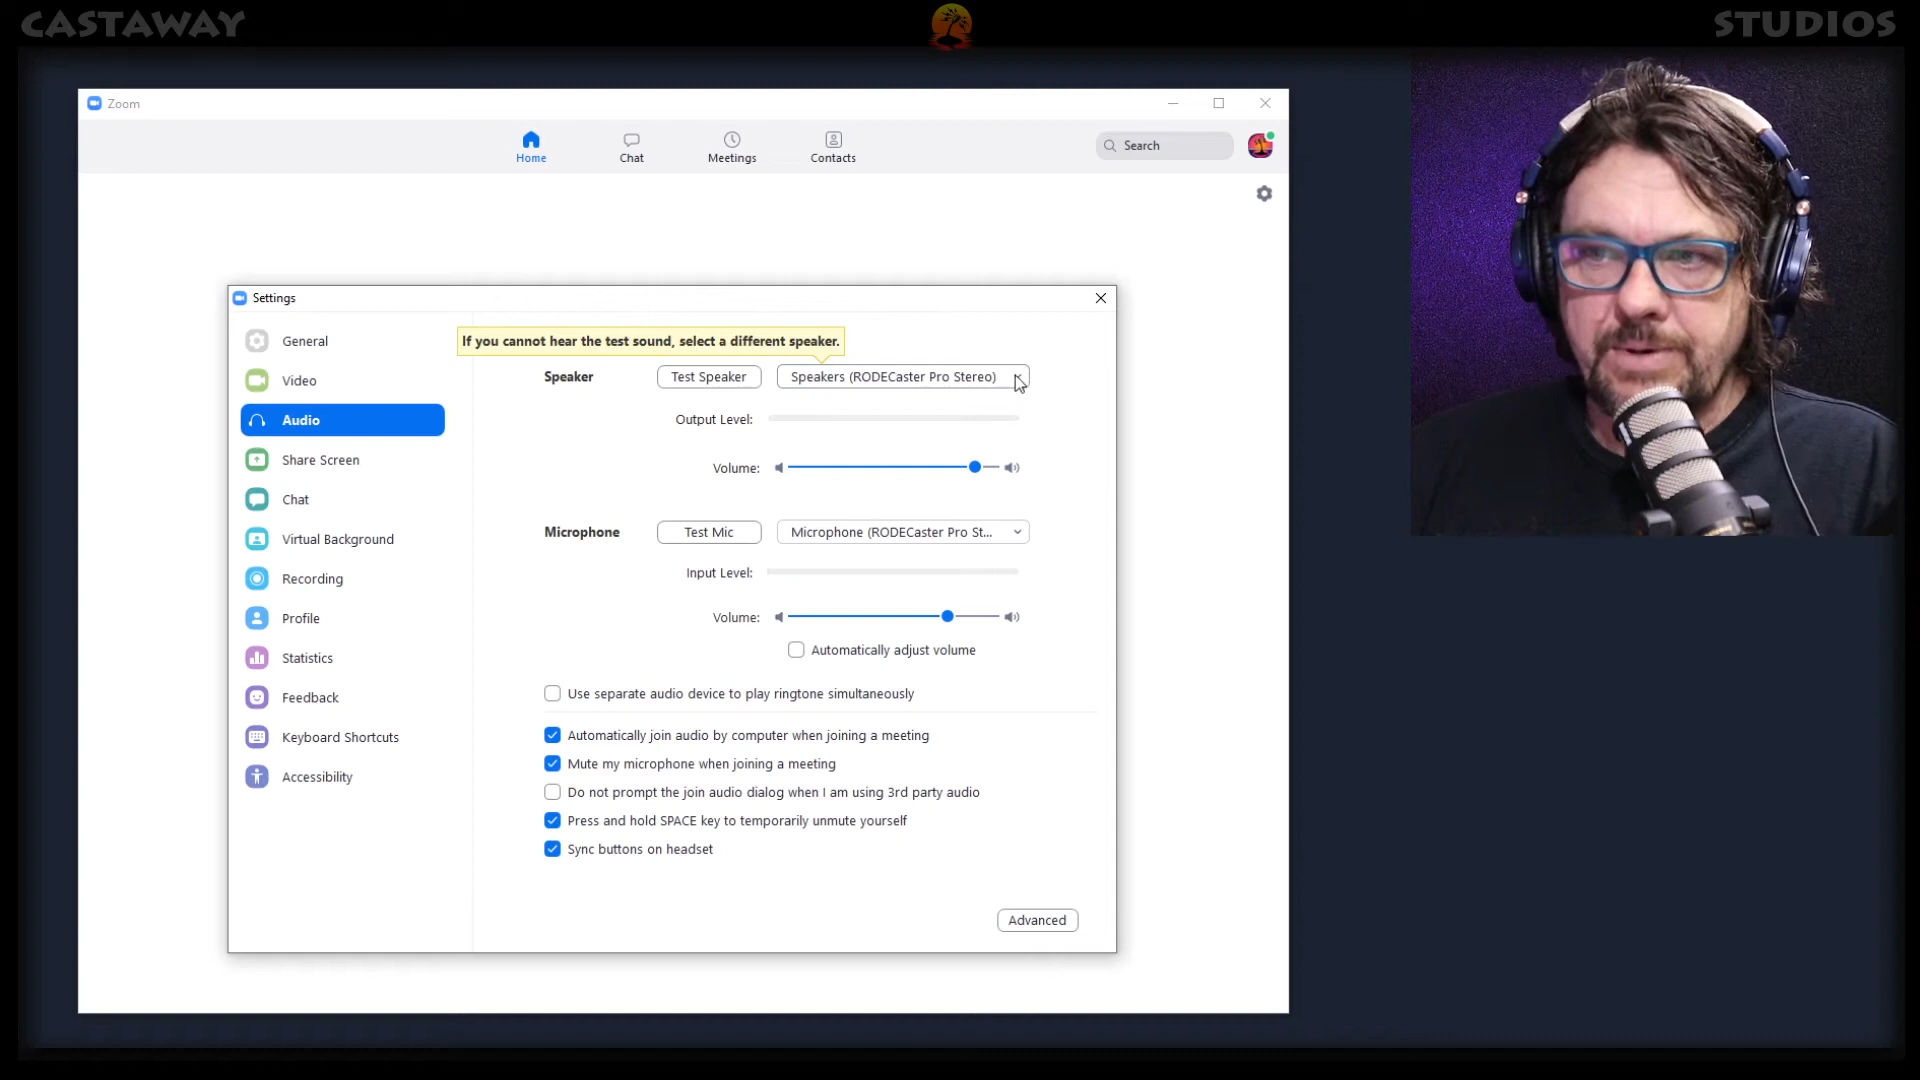 CASTAWAY
STUDIOS
Zoom
Home
Chat
Meetings
Contacts
Search
Settings
General
Video
Audio
Share Screen
Chat
Virtual Background
Recording
Profile
Statistics
Feedback
Keyboard Shortcuts
Accessibility
If you cannot hear the test sound, select a different speaker.
Speaker
Test Speaker
Speakers (RODECaster Pro Stereo)
Output Level:
Volume:
Microphone
Test Mic
Microphone (RODECaster Pro St...
Input Level:
Volume:
Automatically adjust volume
Use separate audio device to play ringtone simultaneously
Automatically join audio by computer when joining a meeting
Mute my microphone when joining a meeting
Do not prompt the join audio dialog when I am using 3rd party audio
Press and hold SPACE key to temporarily unmute yourself
Sync buttons on headset
Advanced